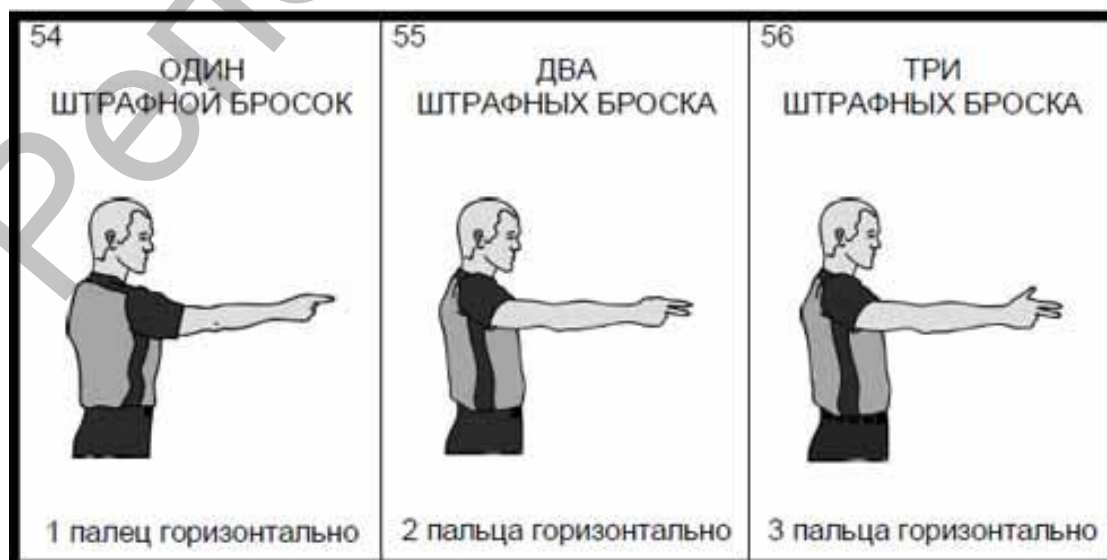 54
ОДИН
ШТРАФНОЙ БРОСОК
1 палец горизонтально
55
ДВА
ШТРАФНЫХ БРОСКА
2 пальца горизонтально
56
ТРИ
ШТРАФНЫХ БРОСКА
3 пальца горизонтально
Реп